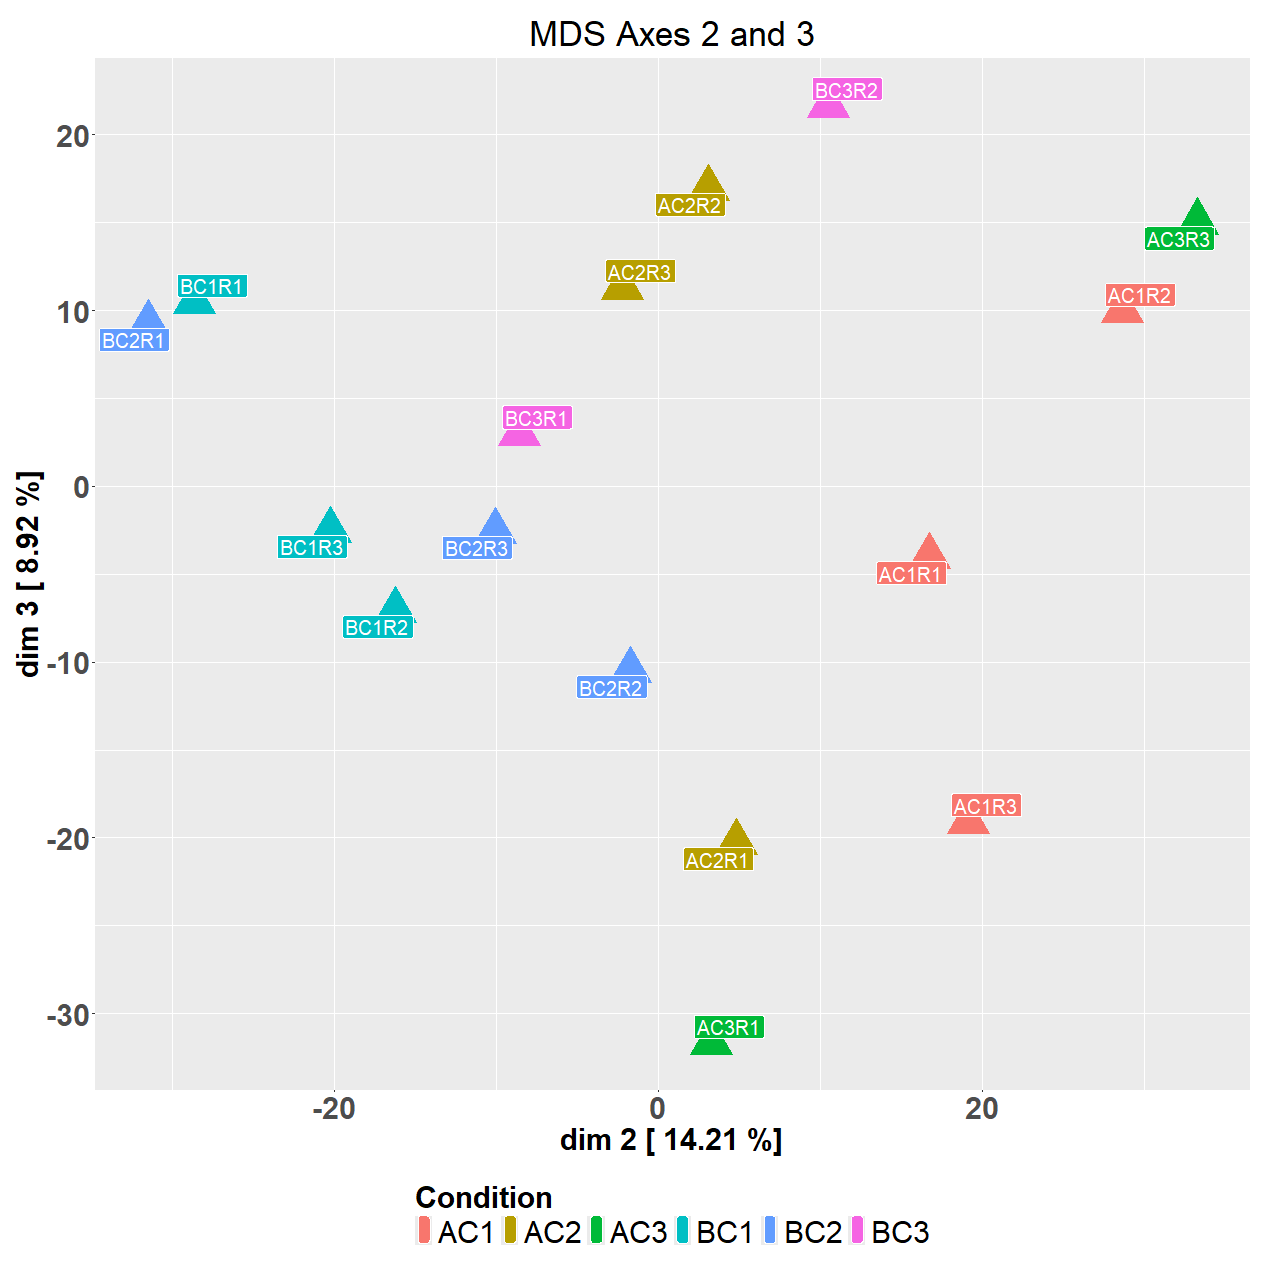 MDS Axes 2 and 3
BC3R2
20
AC2R2
AC3R3
AC2R3
BC1R1
AC1R2
10
BC2R1
BC3R1
0
BC1R3
BC2R3
AC1R1
BC1R2
-10
BC2R2
AC1R3
-20
AC2R1
-30
AC3R1
dim 3 [ 8.92 %]
-20 0 20
dim 2 [ 14.21 %]
Condition
AC1 AC2 AC3 BC1 BC2 BC3